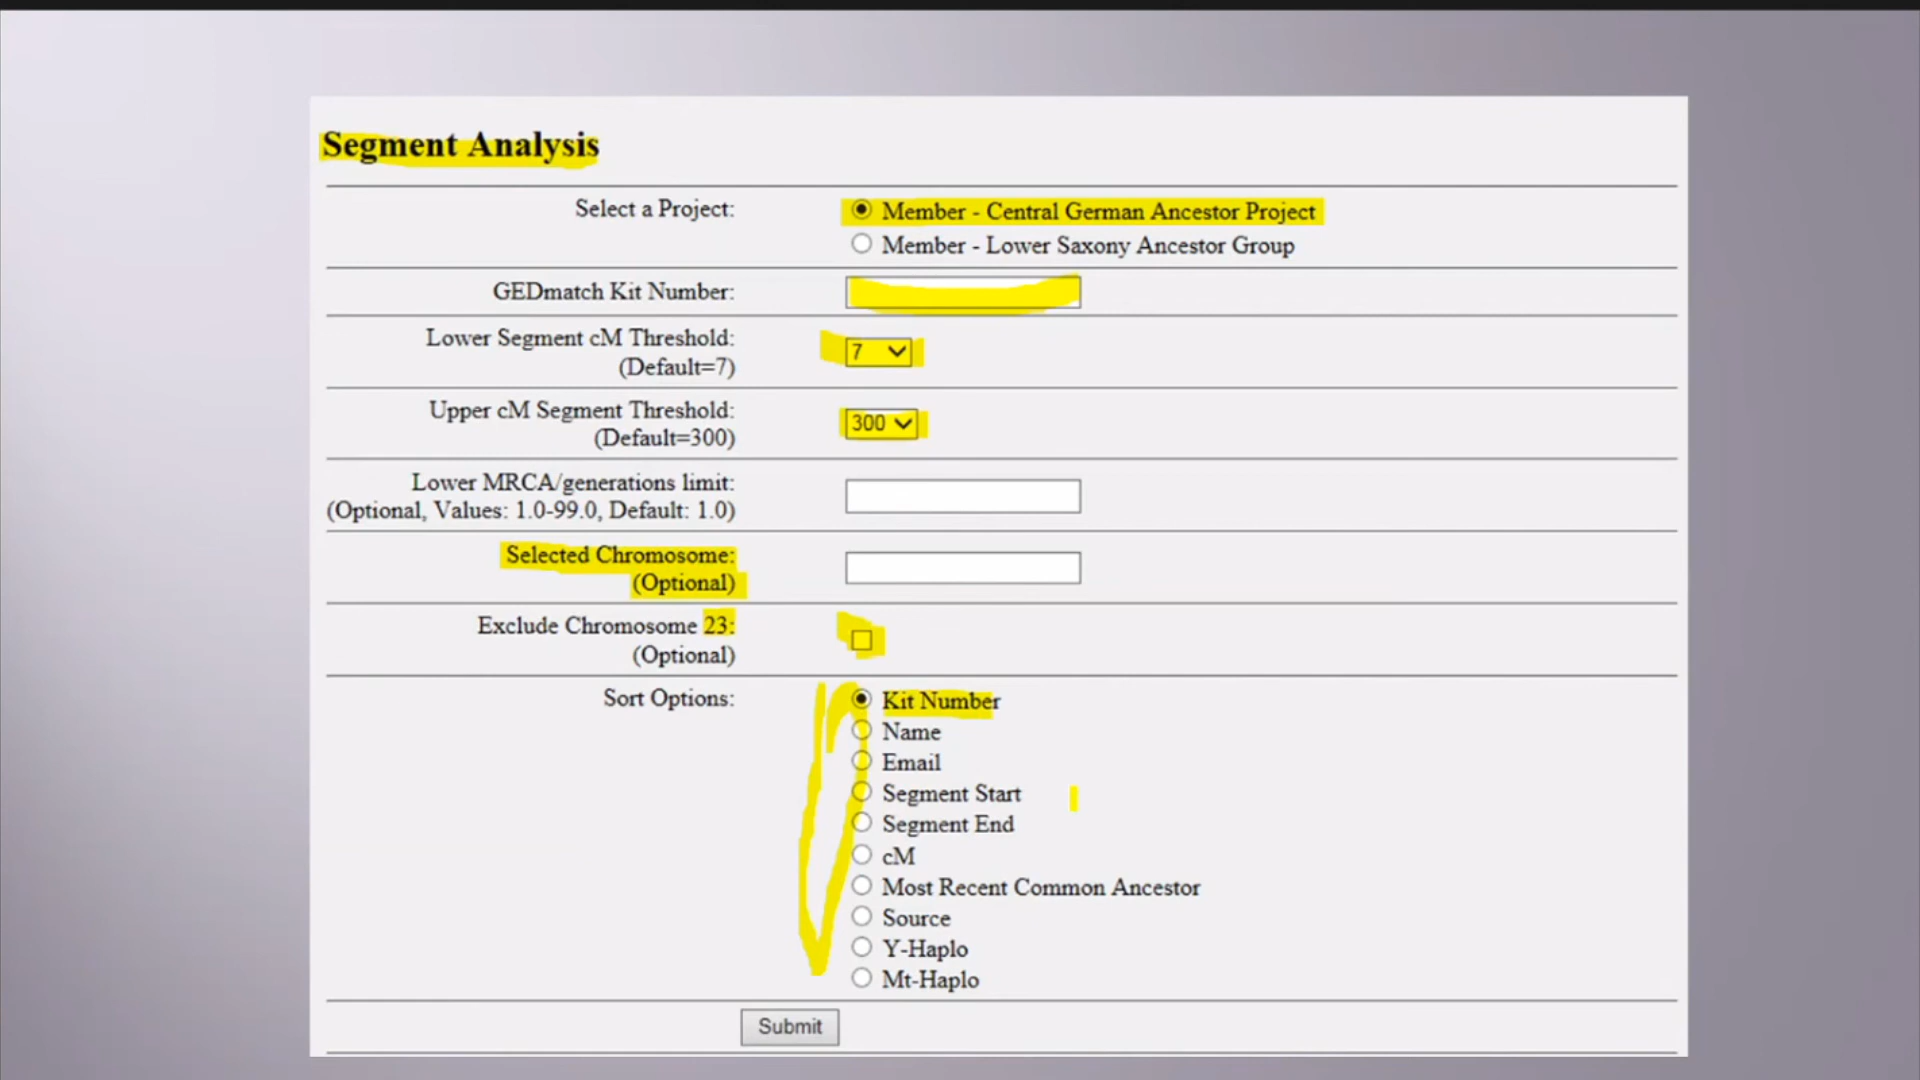 Segment Analysis
Select a Project:
Member - Central German Ancestor Project
Member - Lower Saxony Ancestor Group
GEDmatch Kit Number:
Lower Segment cM Threshold:
(Default=7)
7
Upper cM Segment Threshold:
(Default=300)
300
Lower MRCA/generations limit:
(Optional, Values: 1.0-99.0, Default: 1.0)
Selected Chromosome:
(Optional)
Exclude Chromosome 23:
(Optional)
Sort Options:
Kit Number
Name
Email
Segment Start
Segment End
cM
Most Recent Common Ancestor
Source
Y-Haplo
Mt-Haplo
Submit